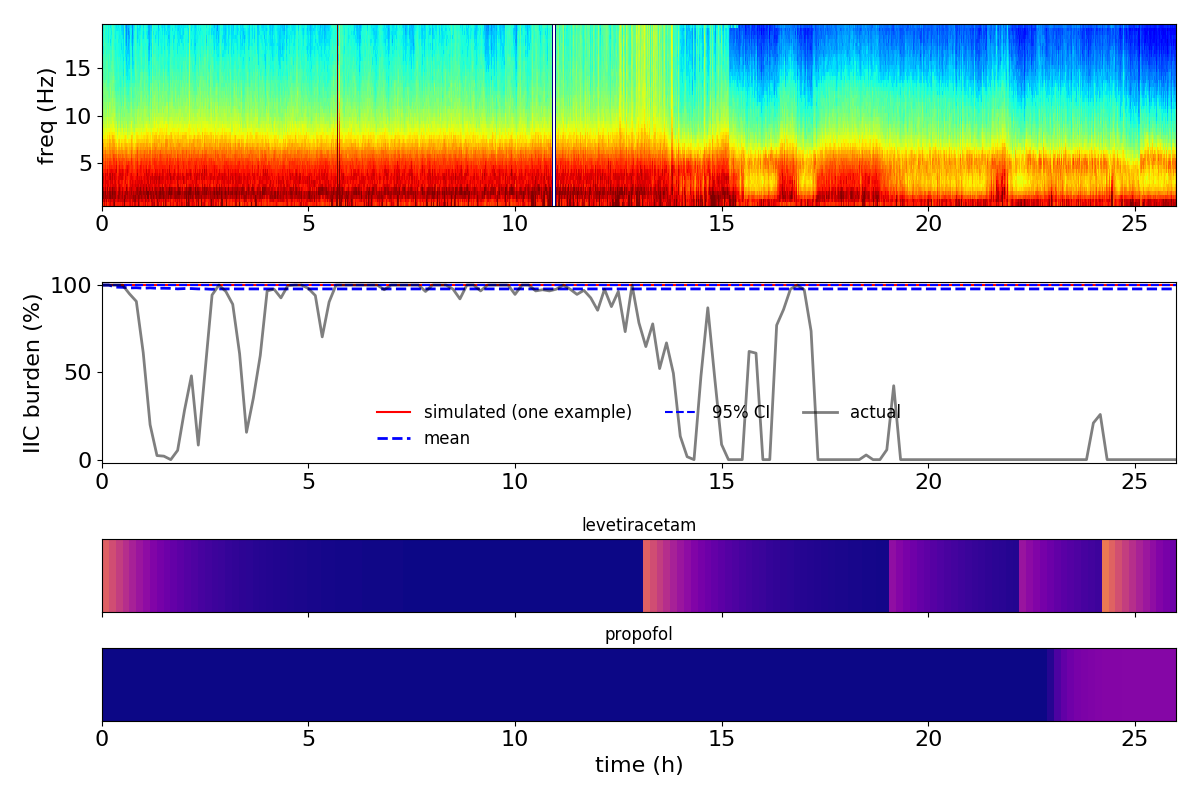 freq (Hz)
15
10
5
0 5 10 15 20 25
IIC burden (%)
100
50
0
simulated (one example) 95% CI actual
mean
0 5 10 15 20 25
levetiracetam
propofol
0 5 10 15 20 25
time (h)